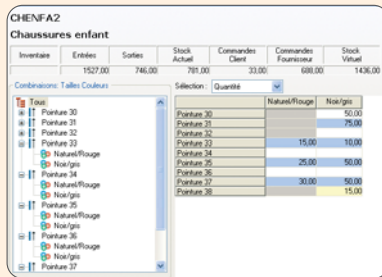 CHENFA2
Chaussures enfant
Inventaire Entrées Sorties Stock Actuel Commandes Client Commandes Fournisseur Stock Virtuel
1527,00 746,00 781,00 33,00 688,00 1436,00
Combinaisons: Tailles Couleurs
Sélection : Quantité
Tous
Pointure 30
Pointure 31
Pointure 32
Pointure 33
Naturel/Rouge
Noir/gris
Pointure 34
Naturel/Rouge
Noir/gris
Pointure 35
Naturel/Rouge
Noir/gris
Pointure 36
Naturel/Rouge
Noir/gris
Pointure 37
Naturel/Rouge Noir/gris
Pointure 30 50,00
Pointure 31 75,00
Pointure 32
Pointure 33 15,00 10,00
Pointure 34
Pointure 35 25,00 50,00
Pointure 36
Pointure 37 30,00 50,00
Pointure 38 15,00